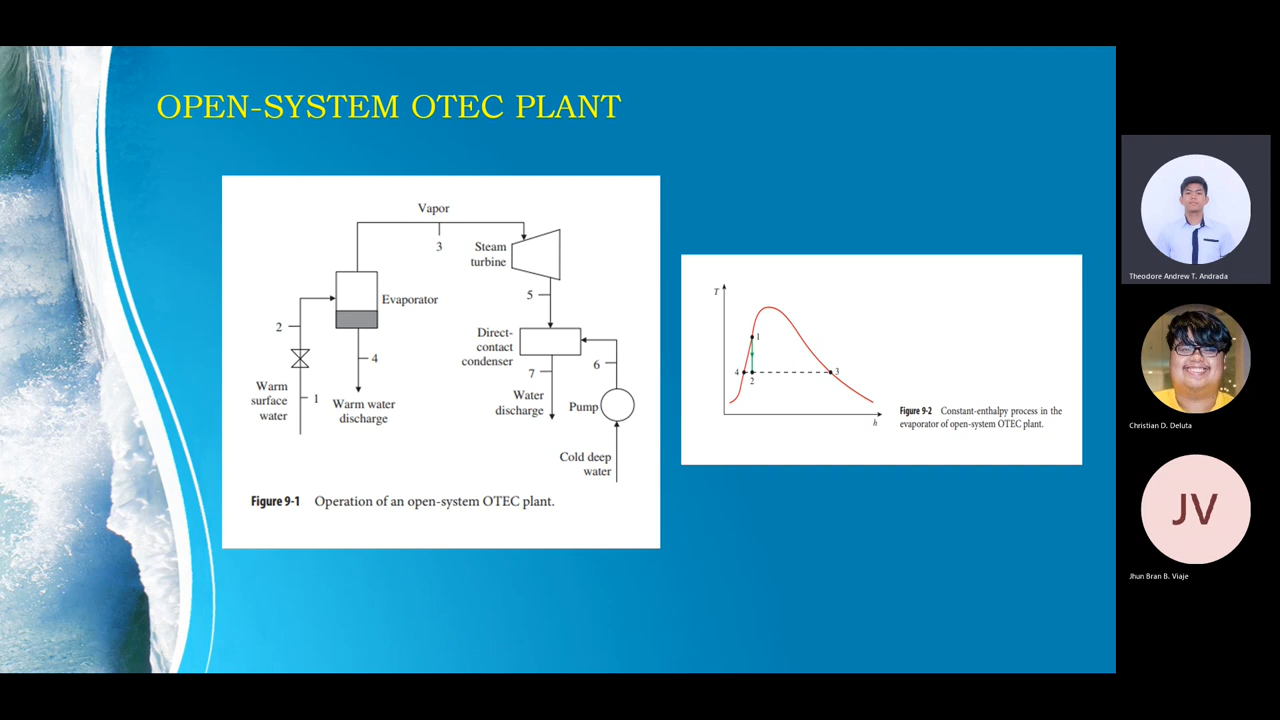 OPEN-SYSTEM OTEC PLANT
Vapor
3
Steam
turbine
Evaporator
5
2
Direct-
contact
condenser
4
6
7
Warm
surface
water
1
Warm water
discharge
Water
discharge
Pump
Cold deep
water
Figure 9-1 Operation of an open-system OTEC plant.
T
1
4
2
3
h
Figure 9-2 Constant-enthalpy process in the
evaporator of open-system OTEC plant.
Theodore Andrew T. Andrada
Christian D. Deluta
JV
Jhun Bran B. Viaje